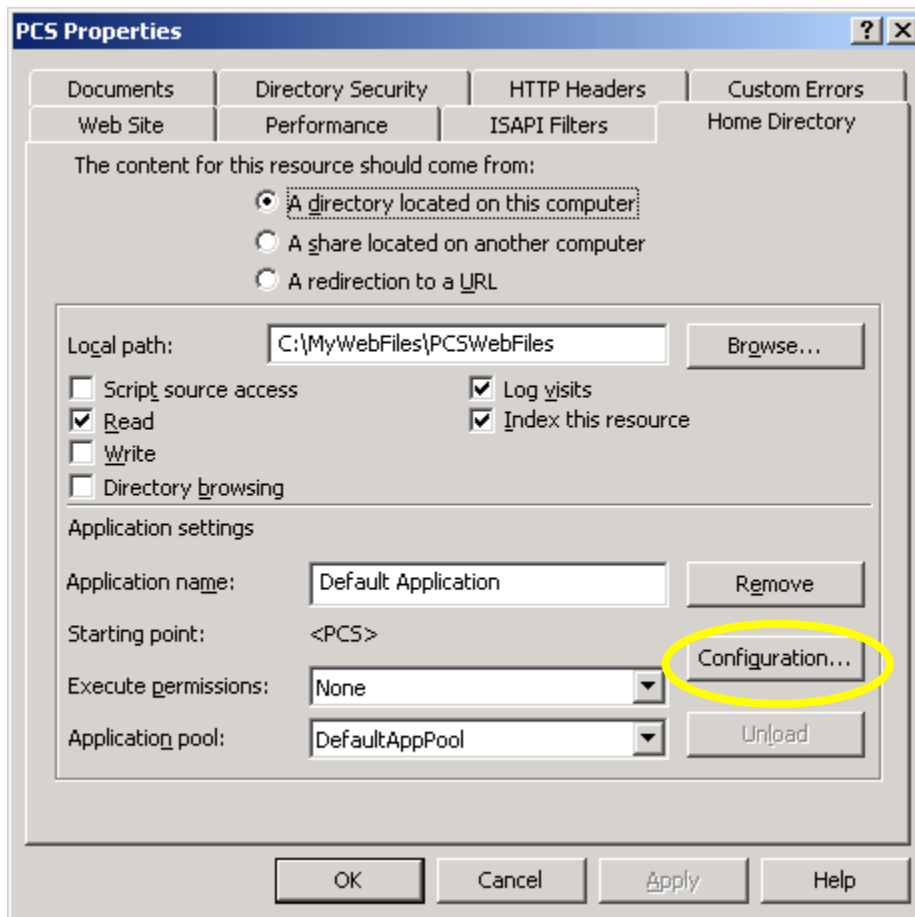 PCS Properties
Documents Directory Security HTTP Headers Custom Errors
Web Site Performance ISAPI Filters Home Directory
The content for this resource should come from:
A directory located on this computer
A share located on another computer
A redirection to a URL
Local path: C:\MyWebFiles\PCSWebFiles Browse...
Script source access Log visits
Read Index this resource
Write
Directory browsing
Application settings
Application name: Default Application Remove
Starting point: <PCS>
Configuration...
Execute permissions: None
Application pool: DefaultAppPool Unload
OK Cancel Apply Help